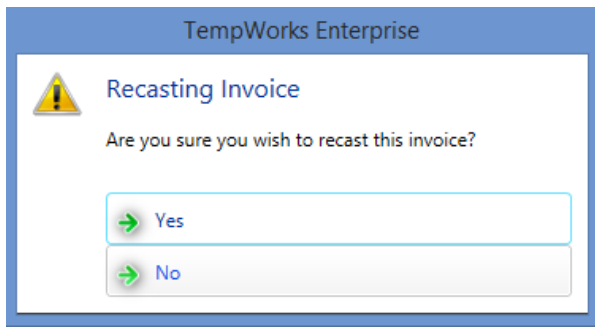 TempWorks Enterprise
Recasting Invoice
Are you sure you wish to recast this invoice?
Yes
No